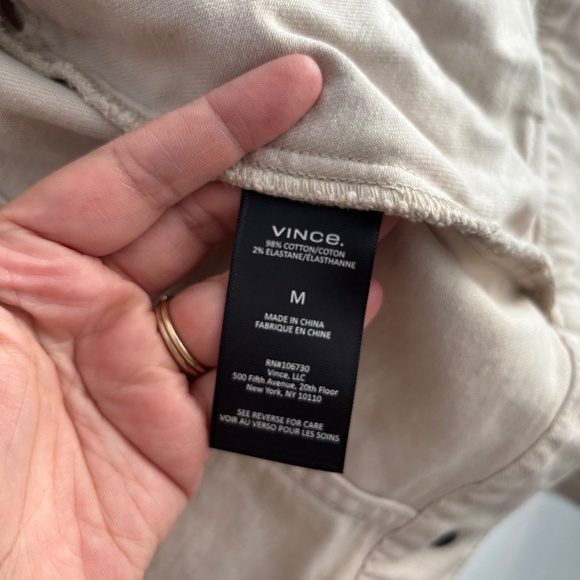 VINCE.
98% COTTON/COTON
2% ELASTANE/ÉLASTHANNE
M
MADE IN CHINA
FABRIQUE EN CHINE
RN#106730
Vince, LLC
500 Fifth Avenue, 20th Floor
New York, NY 10110
SEE REVERSE FOR CARE
VOIR AU VERSO POUR LES SOINS